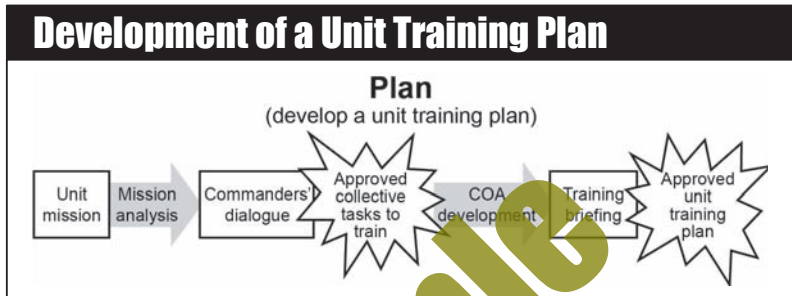 Development of a Unit Training Plan
Plan
(develop a unit training plan)
Unit
mission
Mission
analysis
Commanders'
dialogue
Approved
collective
tasks to
train
COA
development
Training
briefing
Approved
unit
training
plan